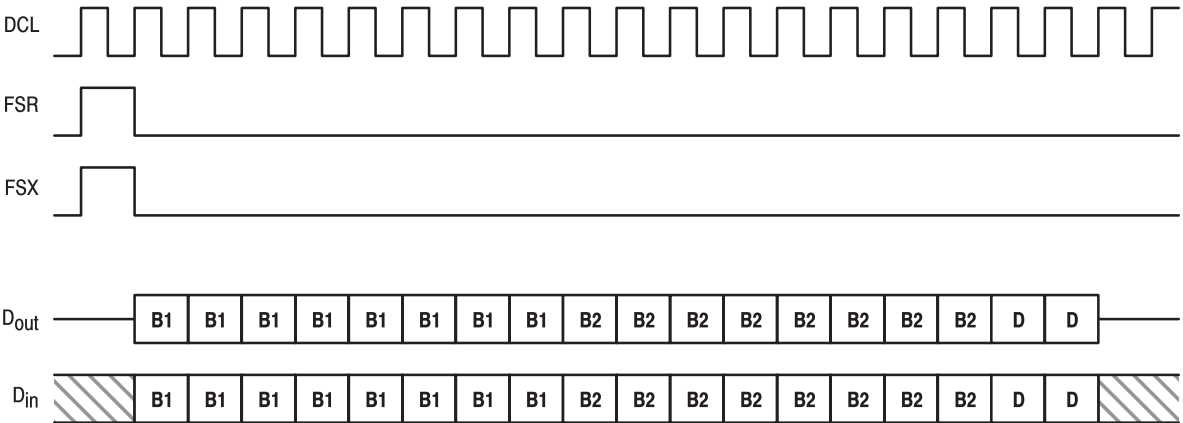 DCL
FSR
FSX
Dout B1 B1 B1 B1 B1 B1 B1 B1 B2 B2 B2 B2 B2 B2 B2 B2 D D
Din B1 B1 B1 B1 B1 B1 B1 B1 B2 B2 B2 B2 B2 B2 B2 B2 D D